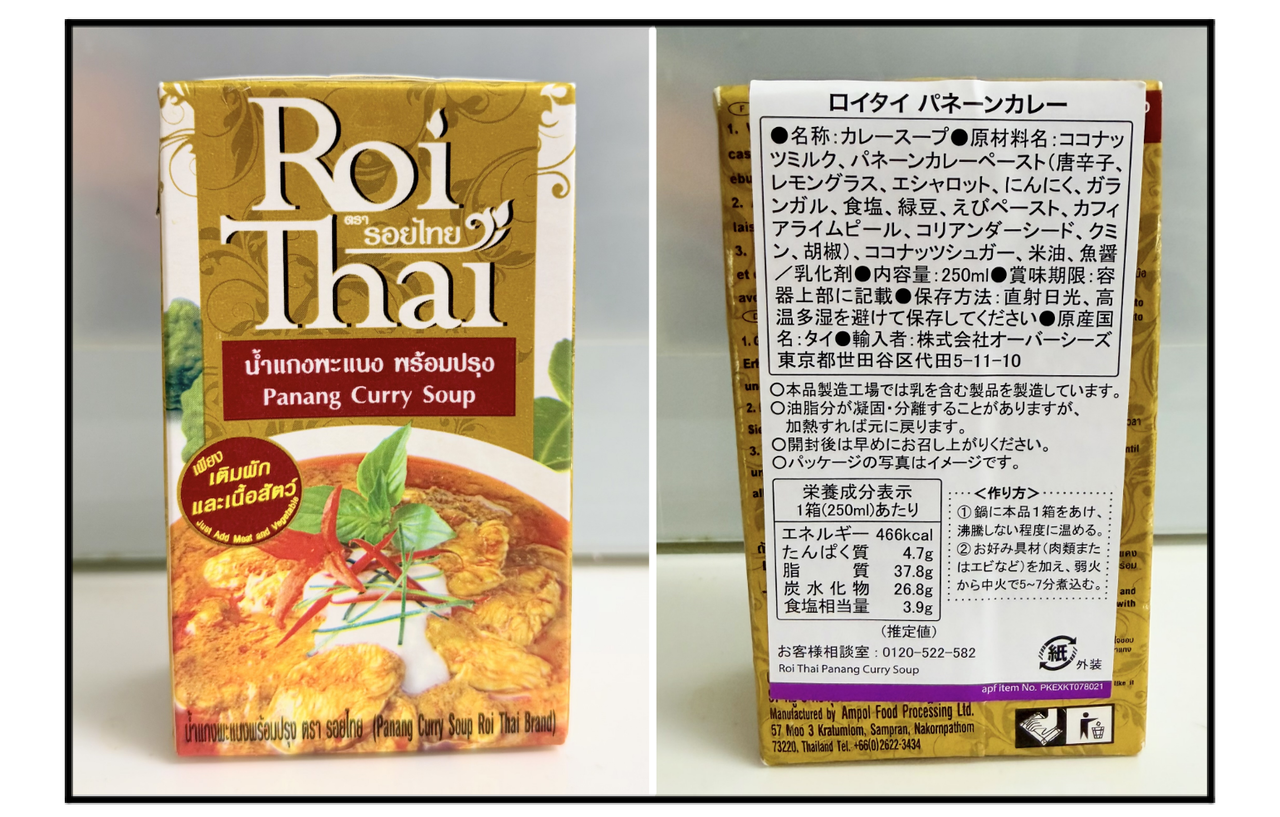 Roi
ตรา
รอยไทย
Thai
น้ำแกงพะแนง พร้อมปรุง
Panang Curry Soup
เพียง
เติมผัก
และเนื้อสัตว์
Just Add Meat and Vegetable
น้ำแกงพะแนงพร้อมปรุง ตรา รอยไทย (Panang Curry Soup Roi Thai Brand)
ロイタイ パネーンカレー
●名称:カレースープ●原材料名:ココナッ
ツミルク、パネーンカレーペースト(唐辛子、
レモングラス、エシャロット、にんにく、ガラ
ンガル、食塩、緑豆、えびペースト、カフィ
アライムピール、コリアンダーシード、クミ
ン、胡椒)、ココナッツシュガー、米油、魚醤
/乳化剤●内容量:250ml●賞味期限:容
器上部に記載●保存方法:直射日光、高
温多湿を避けて保存してください●原産国
名:タイ●輸入者:株式会社オーバーシーズ
東京都世田谷区代田5-11-10
○本品製造工場では乳を含む製品を製造しています。
○油脂分が凝固・分離することがありますが、
加熱すれば元に戻ります。
○開封後は早めにお召し上がりください。
○パッケージの写真はイメージです。
栄養成分表示
1箱(250ml)あたり
エネルギー 466kcal
たんぱく質 4.7g
脂質 37.8g
炭水化物 26.8g
食塩相当量 3.9g
(推定値)
<作り方>
①鍋に本品1箱をあけ、
沸騰しない程度に温める。
②お好み具材(肉類また
はエビなど)を加え、弱火
から中火で5~7分煮込む。
お客様相談室:0120-522-582
Roi Thai Panang Curry Soup
紙 外装
apf item No. PKEXKT078021
Manufactured by Ampol Food Processing Ltd.
57 Moo 3 Kratumlom, Sampran, Nakornpathom
73220, Thailand Tel. +66(0)2622-3434